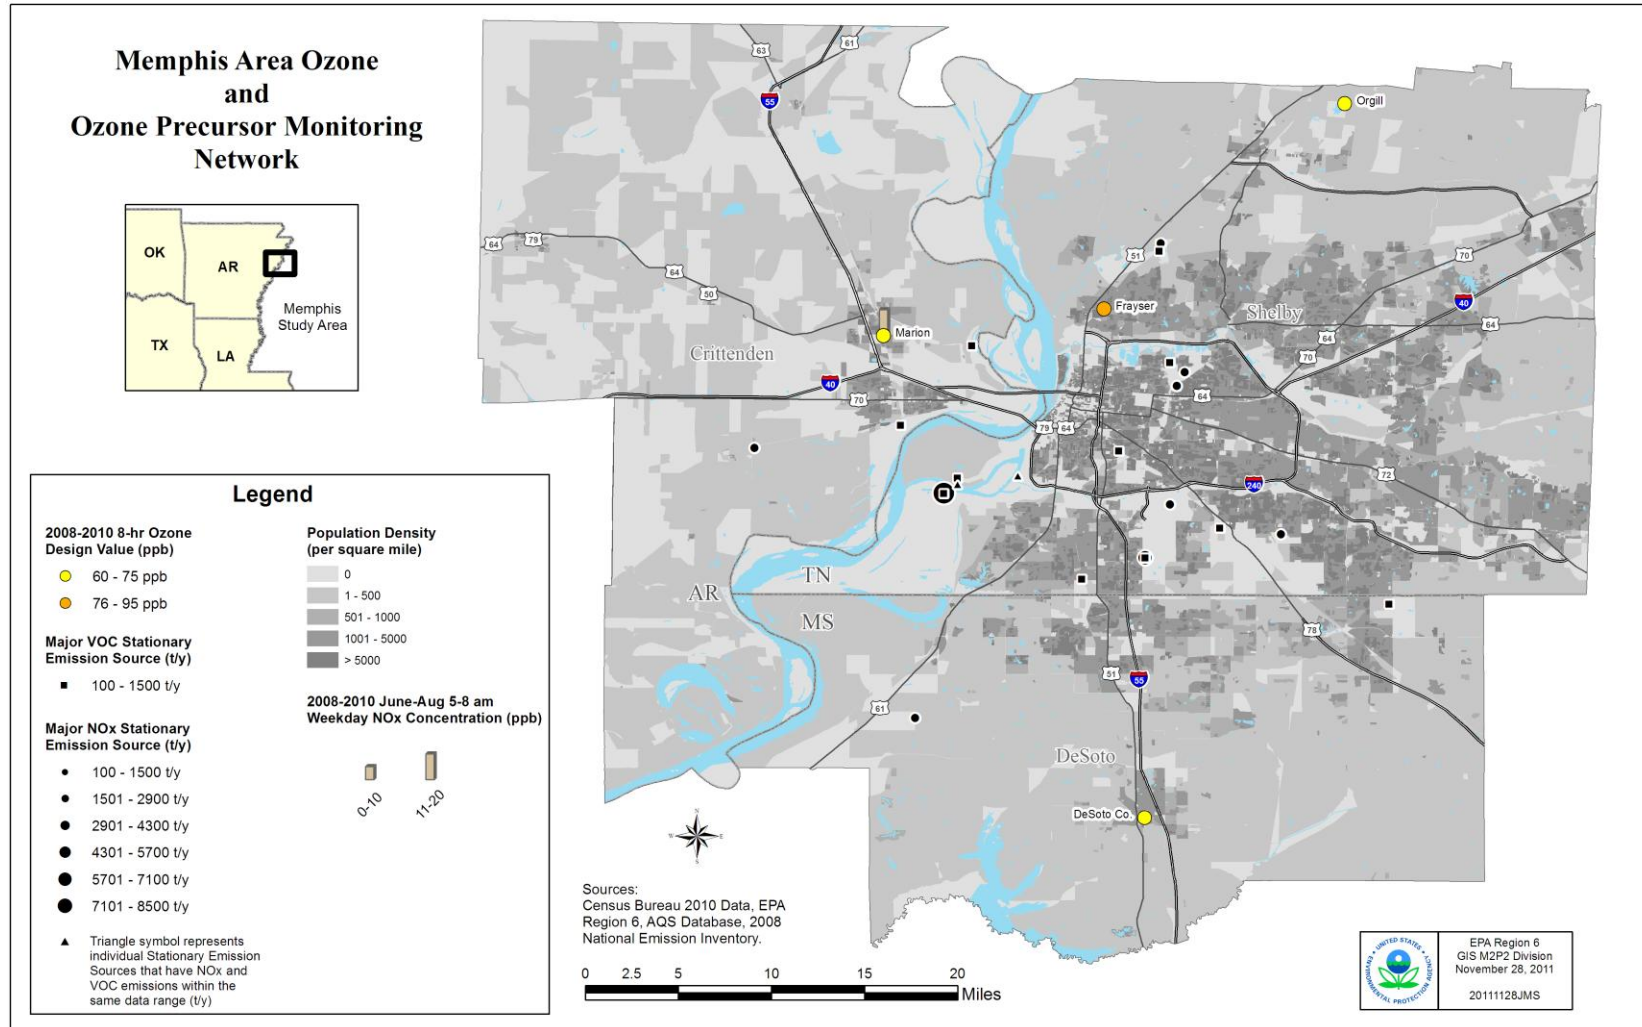 Memphis Area Ozone
and
Ozone Precursor Monitoring
Network
OK
AR
TX
LA
Memphis
Study Area
Legend
2008-2010 8-hr Ozone
Design Value (ppb)
60 - 75 ppb
76 - 95 ppb
Major VOC Stationary
Emission Source (t/y)
100 - 1500 t/y
Major NOx Stationary
Emission Source (t/y)
100 - 1500 t/y
1501 - 2900 t/y
2901 - 4300 t/y
4301 - 5700 t/y
5701 - 7100 t/y
7101 - 8500 t/y
Triangle symbol represents
individual Stationary Emission
Sources that have NOx and
VOC emissions within the
same data range (t/y)
Population Density
(per square mile)
0
1 - 500
501 - 1000
1001 - 5000
> 5000
2008-2010 June-Aug 5-8 am
Weekday NOx Concentration (ppb)
0-10
11-20
63
61
55
Orgill
64
79
51
70
64
50
40
Frayser
Shelby
64
Marion
64
70
Crittenden
40
70
64
79
64
72
240
TN
AR
MS
78
51
55
61
DeSoto
DeSoto Co.
N
W
E
S
Sources:
Census Bureau 2010 Data, EPA
Region 6, AQS Database, 2008
National Emission Inventory.
0
2.5
5
10
15
20
Miles
UNITED STATES
ENVIRONMENTAL PROTECTION AGENCY
EPA Region 6
GIS M2P2 Division
November 28, 2011
20111128JMS